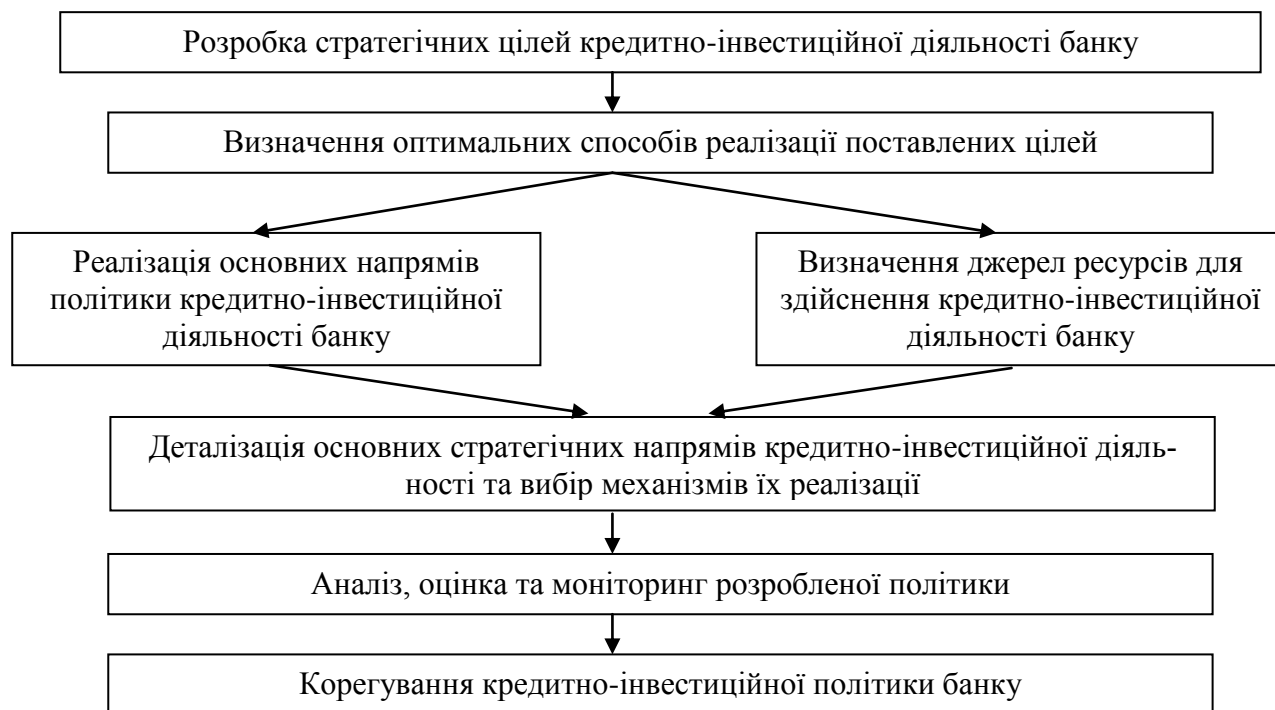 Розробка стратегічних цілей кредитно-інвестиційної діяльності банку
Визначення оптимальних способів реалізації поставлених цілей
Реалізація основних напрямів
політики кредитно-інвестиційної
діяльності банку
Визначення джерел ресурсів для
здійснення кредитно-інвестиційної
діяльності банку
Деталізація основних стратегічних напрямів кредитно-інвестиційної діяль-
ності та вибір механізмів їх реалізації
Аналіз, оцінка та моніторинг розробленої політики
Корегування кредитно-інвестиційної політики банку